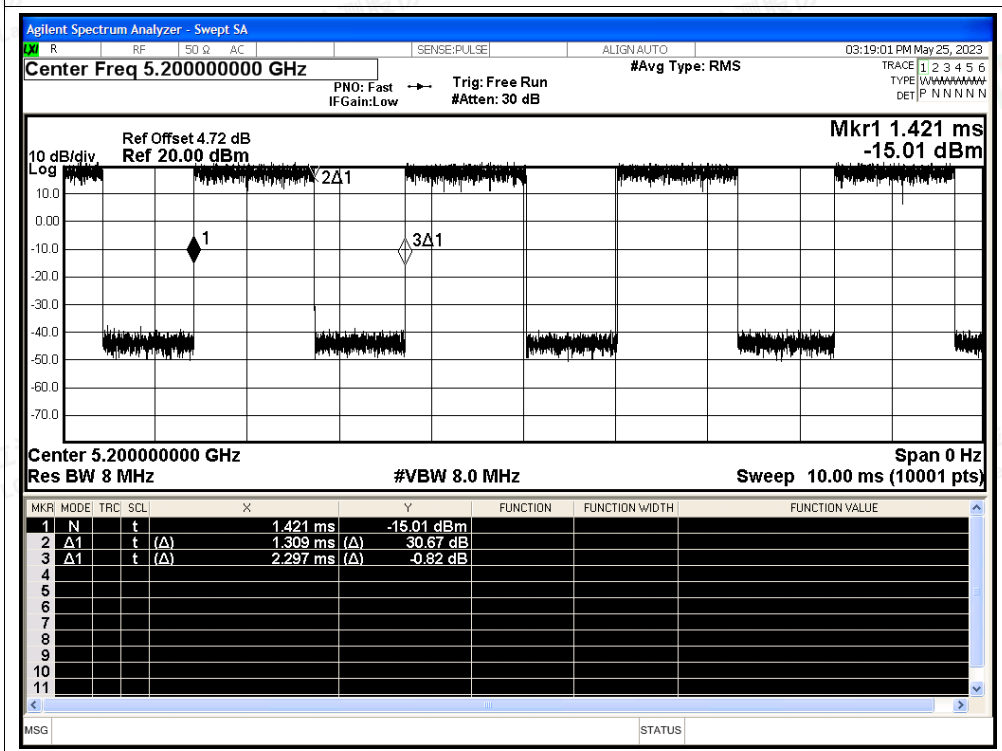 Agilent Spectrum Analyzer - Swept SA
LXI R RF 50 Ω AC SENSE:PULSE ALIGN AUTO 03:19:01 PM May 25, 2023
Center Freq 5.200000000 GHz #Avg Type: RMS TRACE 1 2 3 4 5 6
PNO: Fast Trig: Free Run TYPE WWWWWW
IFGain:Low #Atten: 30 dB DET P N N N N N
Mkr1 1.421 ms
Ref Offset 4.72 dB
10 dB/div Ref 20.00 dBm -15.01 dBm
Log
2Δ1
10.0
0.00
1
3Δ1
-10.0
-20.0
-30.0
-40.0
-50.0
-60.0
-70.0
Center 5.200000000 GHz Span 0 Hz
Res BW 8 MHz #VBW 8.0 MHz Sweep 10.00 ms (10001 pts)
MKR MODE TRC SCL X Y FUNCTION FUNCTION WIDTH FUNCTION VALUE
1 N t 1.421 ms -15.01 dBm
2 Δ1 t (Δ) 1.309 ms (Δ) 30.67 dB
3 Δ1 t (Δ) 2.297 ms (Δ) -0.82 dB
4
5
6
7
8
9
10
11
MSG STATUS